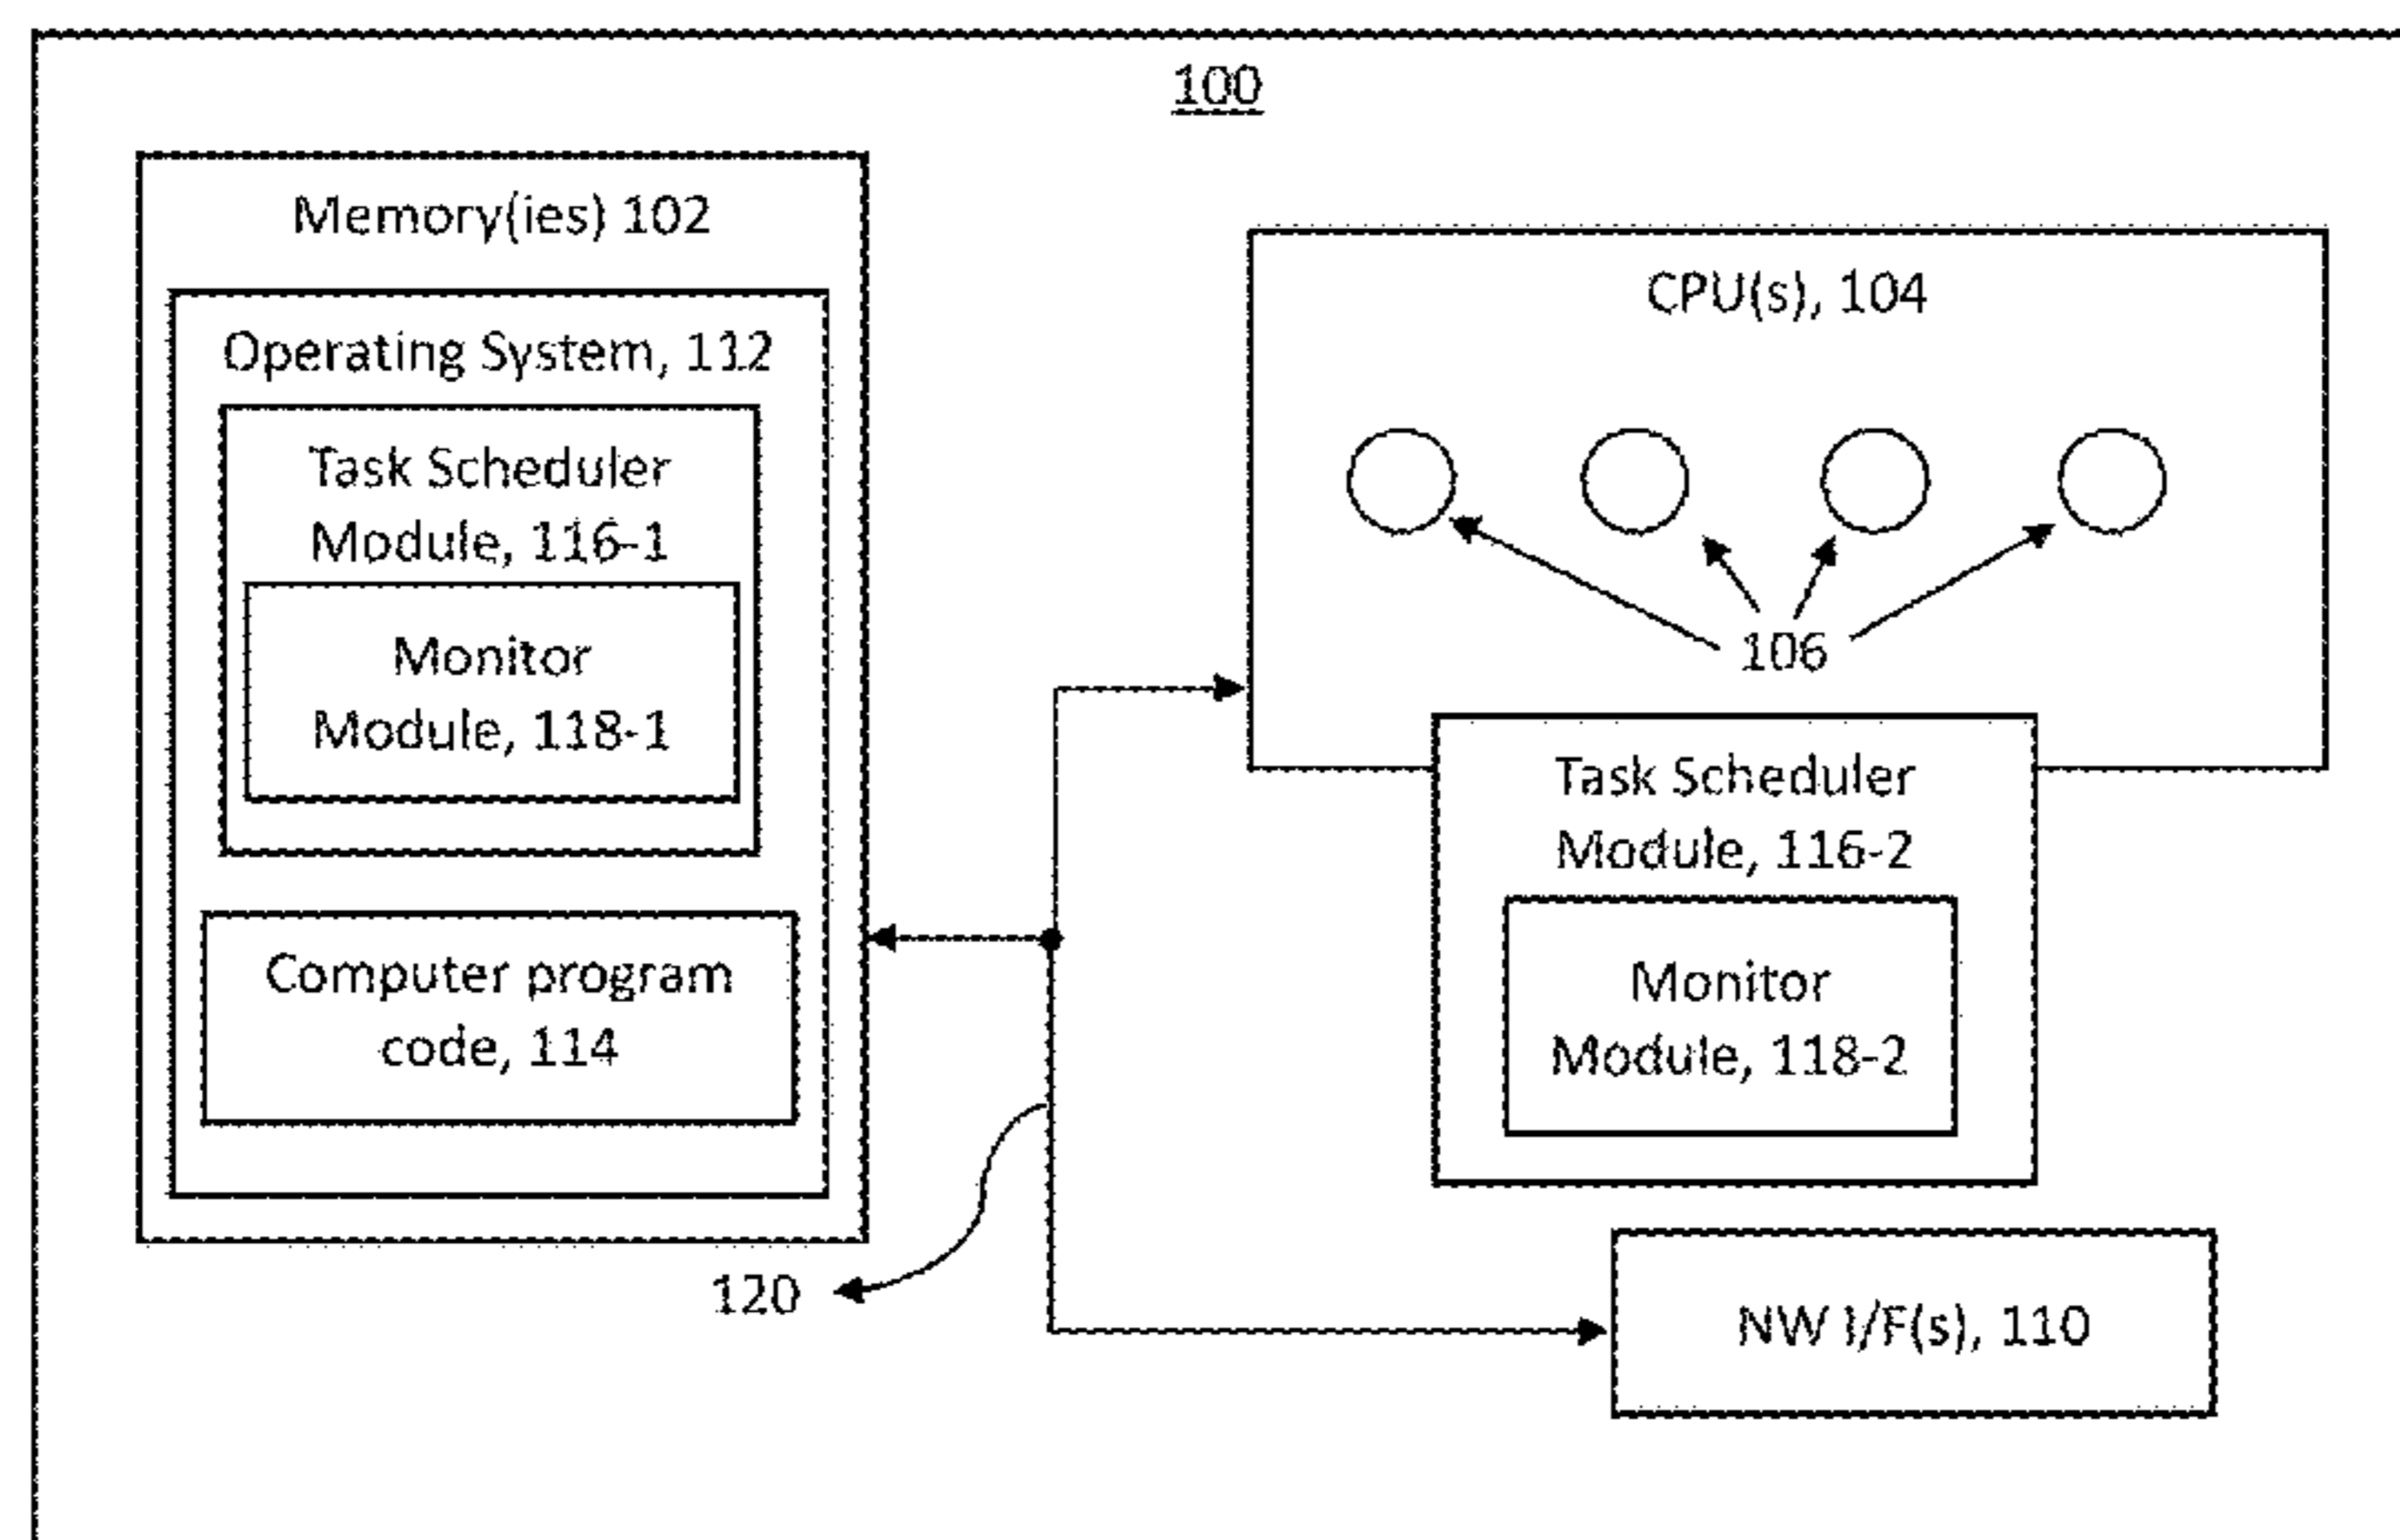 100
Memory(ies) 102
Operating System, 112
Task Scheduler
Module, 116-1
Monitor
Module, 118-1
Computer program
code, 114
120
CPU(s), 104
106
Task Scheduler
Module, 116-2
Monitor
Module, 118-2
NW I/F(s), 110